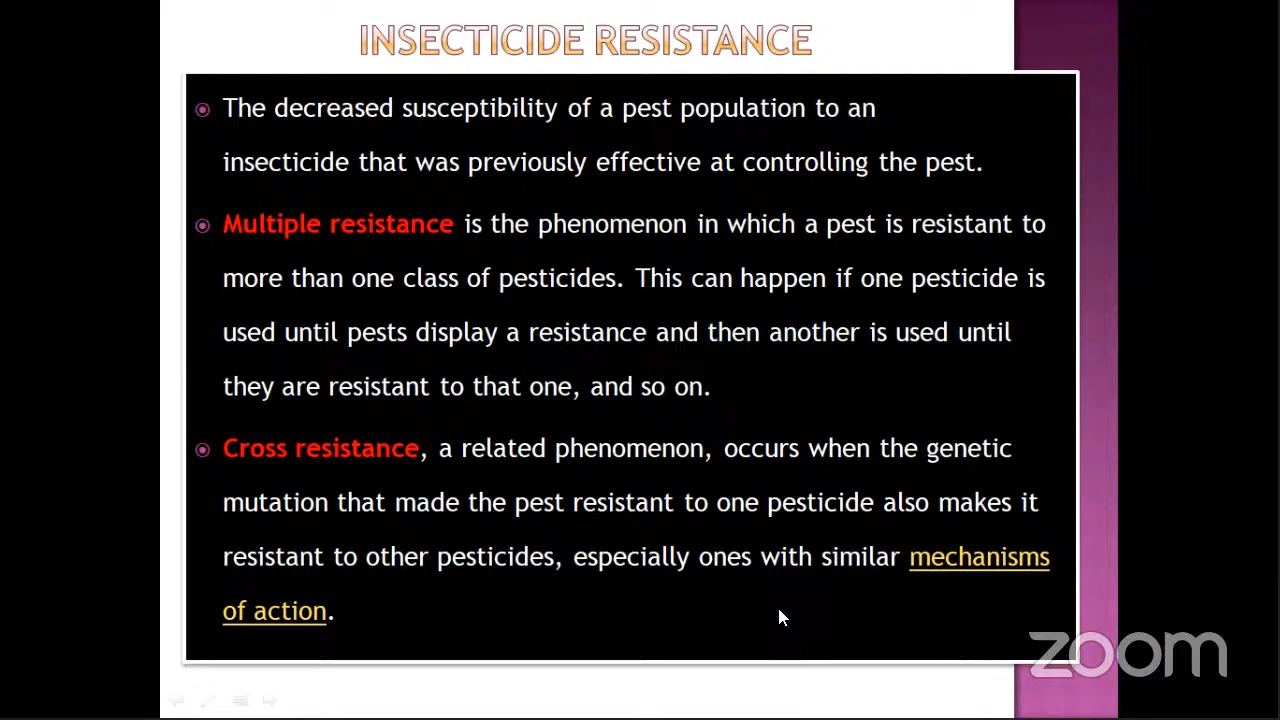 INSECTICIDE RESISTANCE
The decreased susceptibility of a pest population to an
insecticide that was previously effective at controlling the pest.
Multiple resistance is the phenomenon in which a pest is resistant to
more than one class of pesticides. This can happen if one pesticide is
used until pests display a resistance and then another is used until
they are resistant to that one, and so on.
Cross resistance, a related phenomenon, occurs when the genetic
mutation that made the pest resistant to one pesticide also makes it
resistant to other pesticides, especially ones with similar mechanisms
of action.
zoom